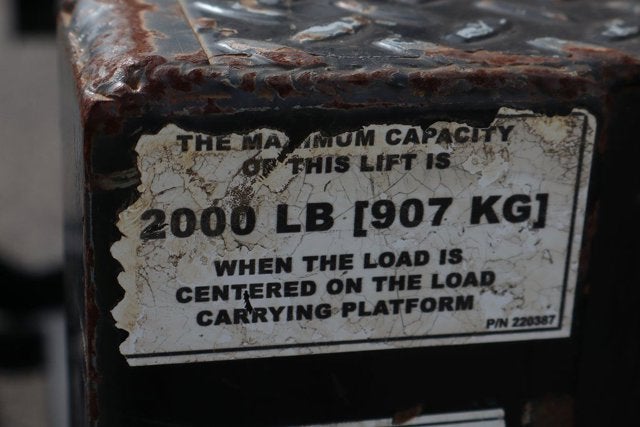 THE MAXIMUM CAPACITY
OF THIS LIFT IS
2000 LB [907 KG]
WHEN THE LOAD IS
CENTERED ON THE LOAD
CARRYING PLATFORM
P/N 220387